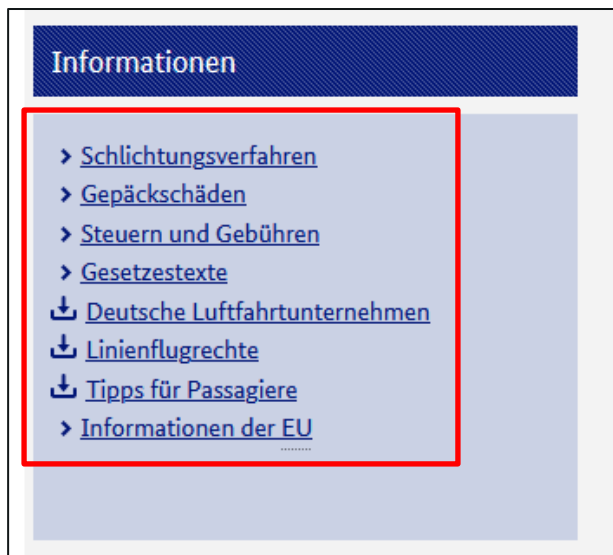 Informationen
Schlichtungsverfahren
Gepäckschäden
Steuern und Gebühren
Gesetzestexte
Deutsche Luftfahrtunternehmen
Linienflugrechte
Tipps für Passagiere
Informationen der EU